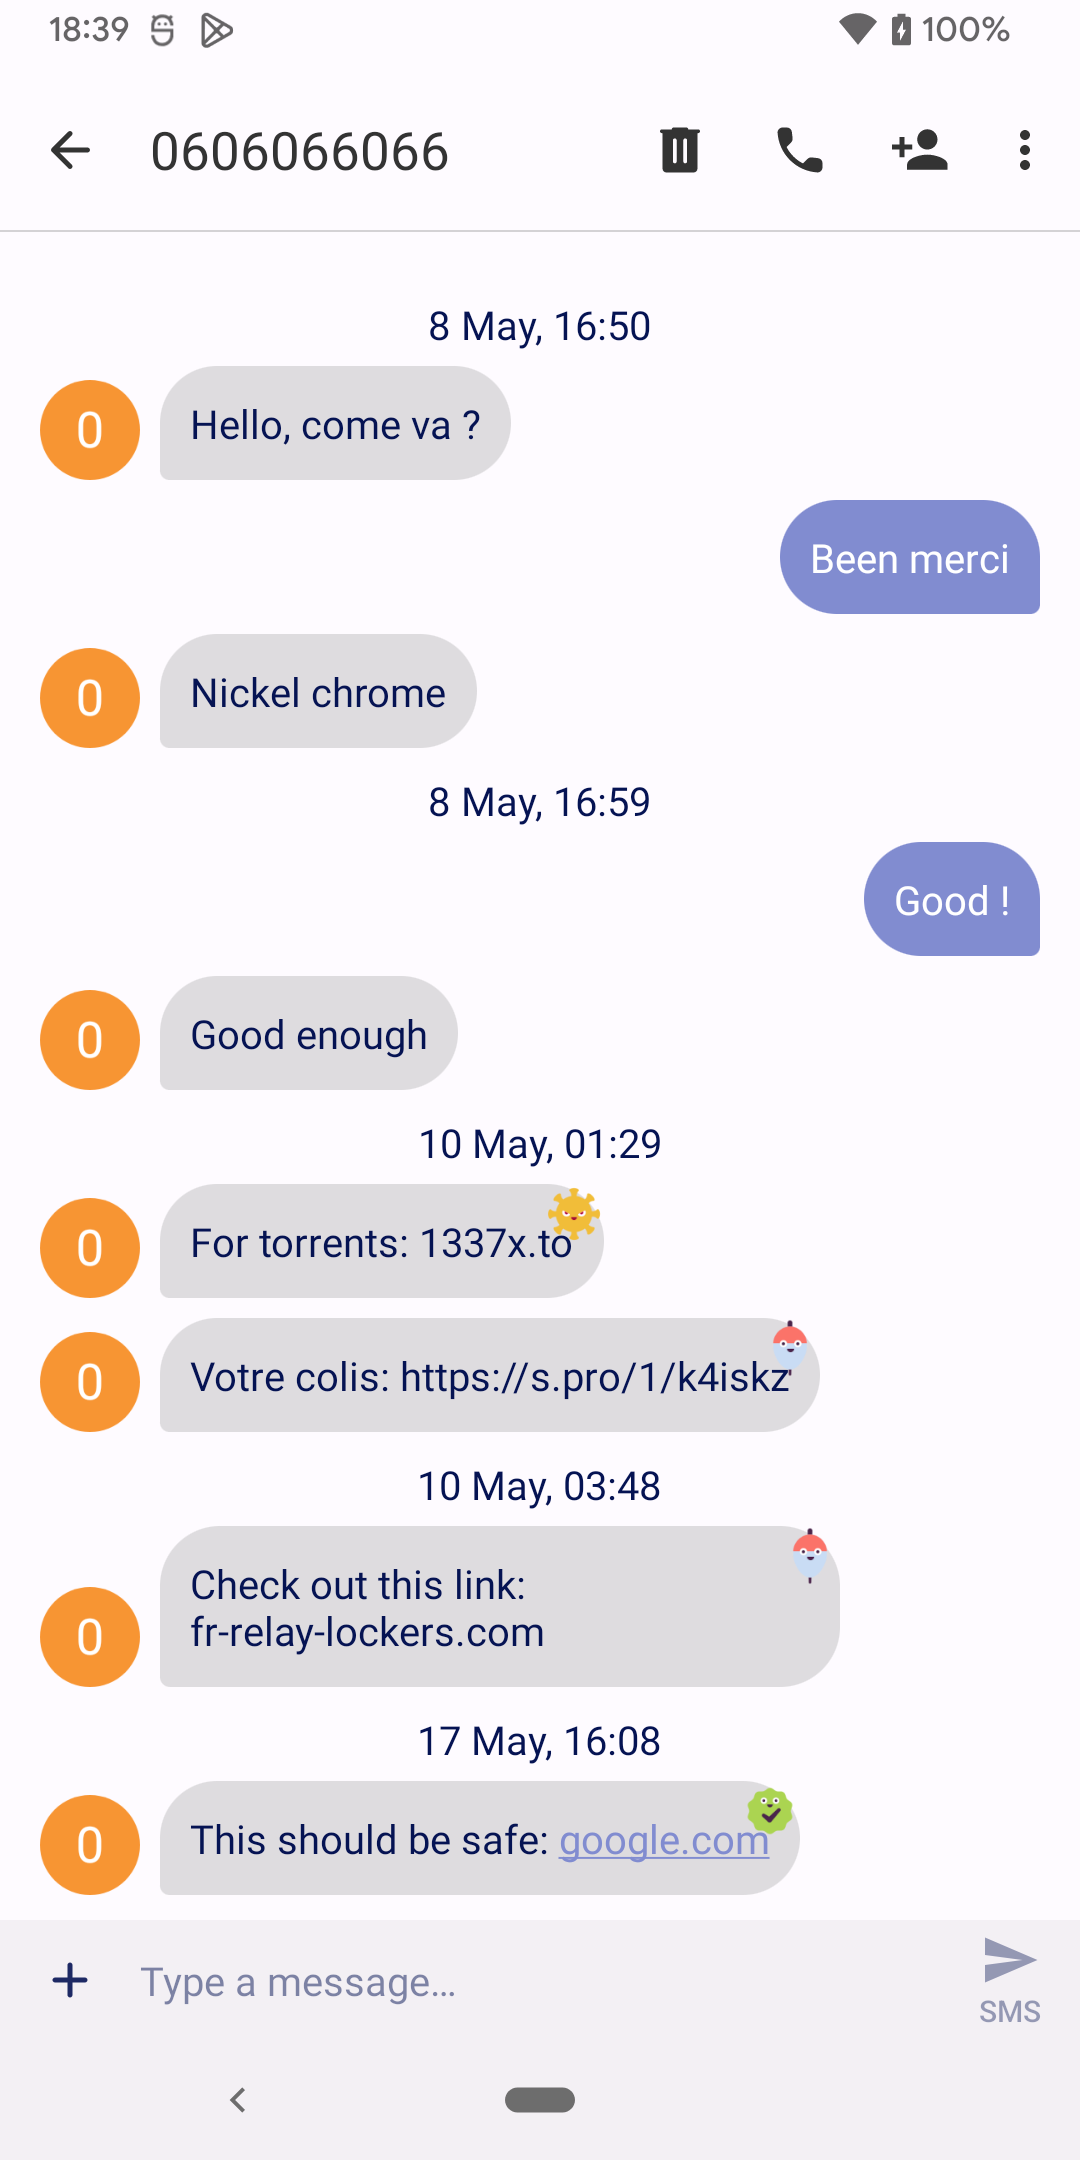 18:39 100%
0606066066
8 May, 16:50
0 Hello, come va ?
Been merci
0 Nickel chrome
8 May, 16:59
Good !
0 Good enough
10 May, 01:29
0 For torrents: 1337x.to
0 Votre colis: https://s.pro/1/k4iskz
10 May, 03:48
Check out this link:
0 fr-relay-lockers.com
17 May, 16:08
0 This should be safe: google.com
Type a message…
SMS